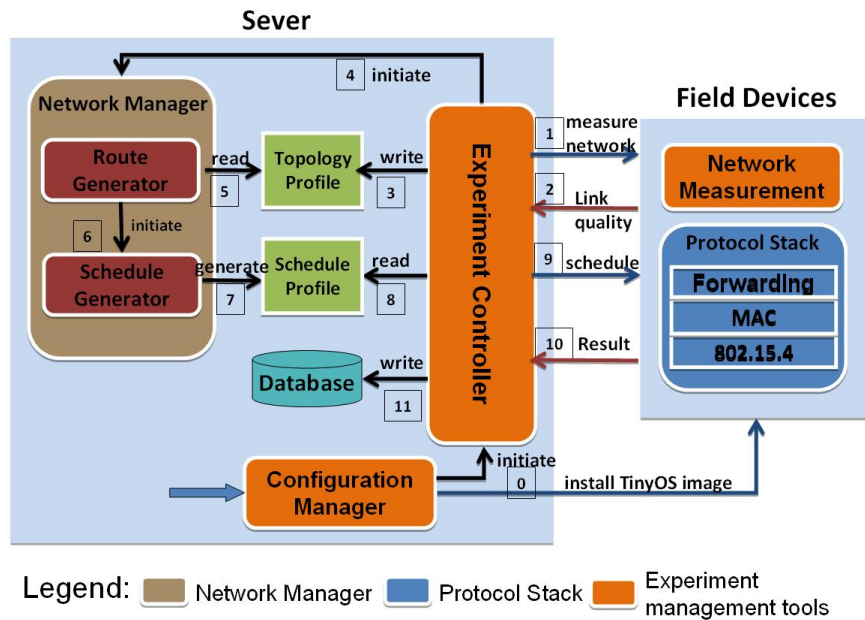 Sever
4 initiate
Network Manager
Route
Generator
read
5
Topology
Profile
write
3
6 initiate
Schedule
Generator
generate
7
Schedule
Profile
read
8
Database
write
11
Experiment Controller
1 measure
network
2 Link
quality
9 schedule
10 Result
Field Devices
Network
Measurement
Protocol Stack
Forwarding
MAC
802.15.4
Configuration
Manager
initiate
0 install TinyOS image
Legend: Network Manager Protocol Stack Experiment
management tools